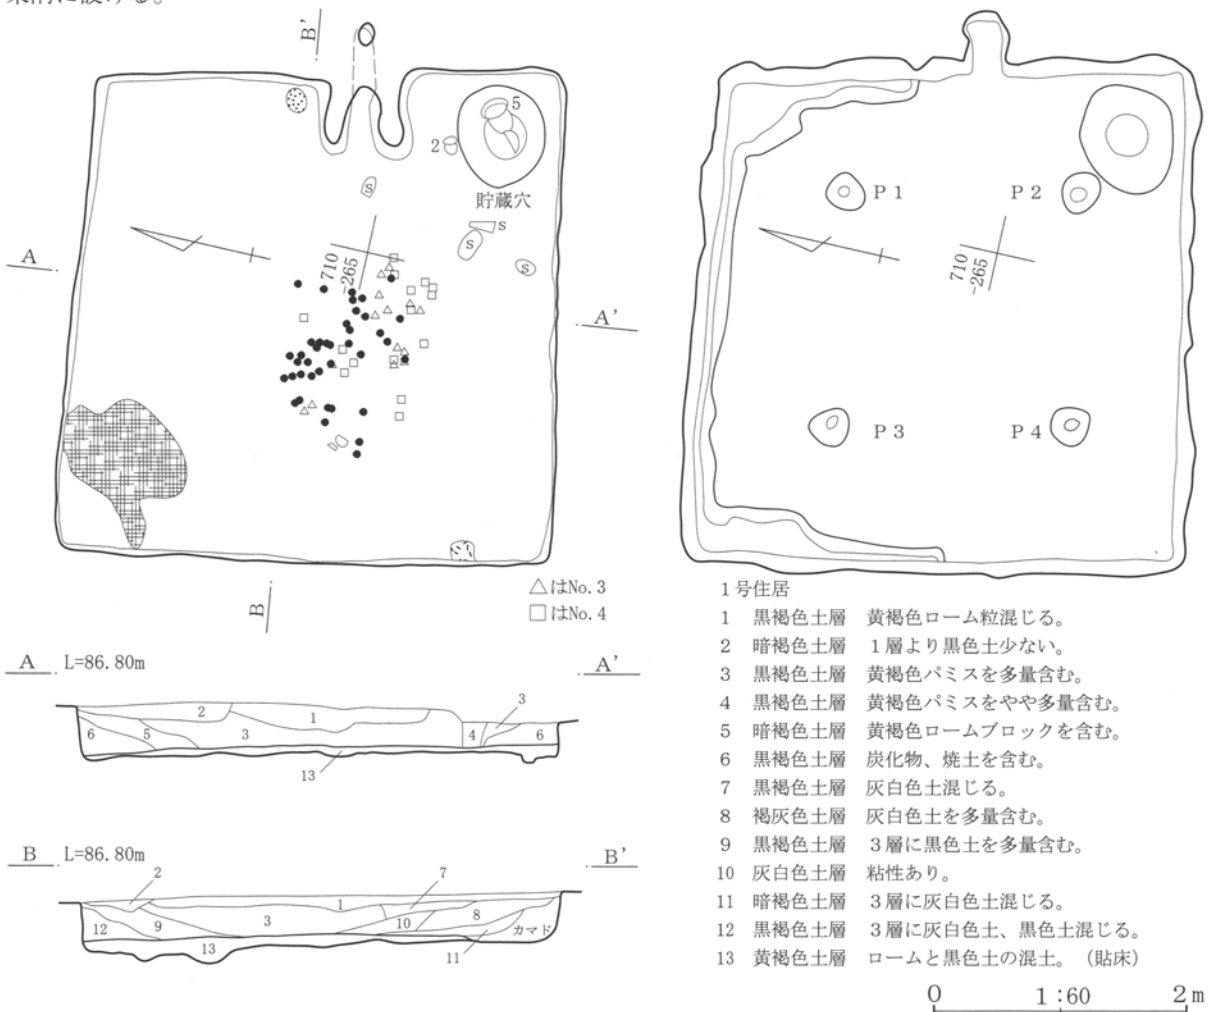 B'
5
2
S
貯蔵穴
S
S
S
A
710
-265
A'
B
△はNo.3
□はNo.4
P1
P2
710
-265
P3
P4
A L=86.80m A'
2
1
3
6
5
3
4
6
13
B L=86.80m B'
2
7
1
3
8
12
9
10
カマド
13
11
1号住居
1 黒褐色土層 黄褐色ローム粒混じる。
2 暗褐色土層 1層より黒色土少ない。
3 黒褐色土層 黄褐色パミスを多量含む。
4 黒褐色土層 黄褐色パミスをやや多量含む。
5 暗褐色土層 黄褐色ロームブロックを含む。
6 黒褐色土層 炭化物、焼土を含む。
7 黒褐色土層 灰白色土混じる。
8 褐灰色土層 灰白色土を多量含む。
9 黒褐色土層 3層に黒色土を多量含む。
10 灰白色土層 粘性あり。
11 暗褐色土層 3層に灰白色土混じる。
12 黒褐色土層 3層に灰白色土、黒色土混じる。
13 黄褐色土層 ロームと黒色土の混土。（貼床）
0 1:60 2m